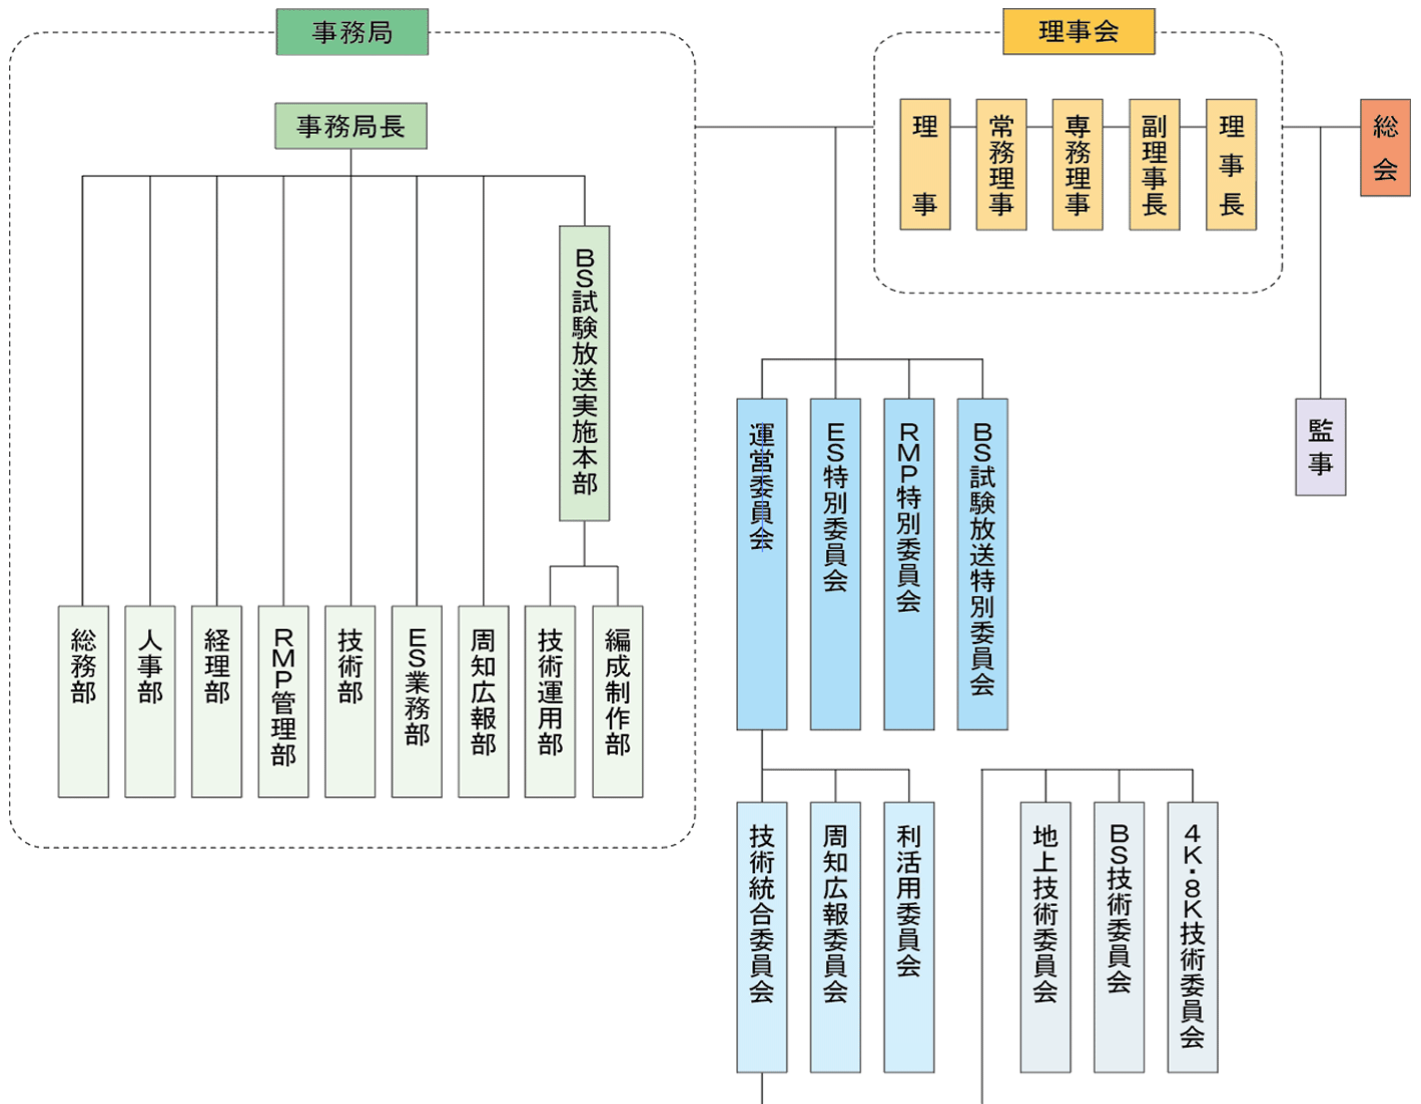 事務局
理事会
事務局長
理事
常務理事
専務理事
副理事長
理事長
総会
BS試験放送実施本部
運営委員会
ES特別委員会
RMP特別委員会
BS試験放送特別委員会
監事
総務部
人事部
経理部
RMP管理部
技術部
ES業務部
周知広報部
技術運用部
編成制作部
技術統合委員会
周知広報委員会
利活用委員会
地上技術委員会
BS技術委員会
4K・8K技術委員会